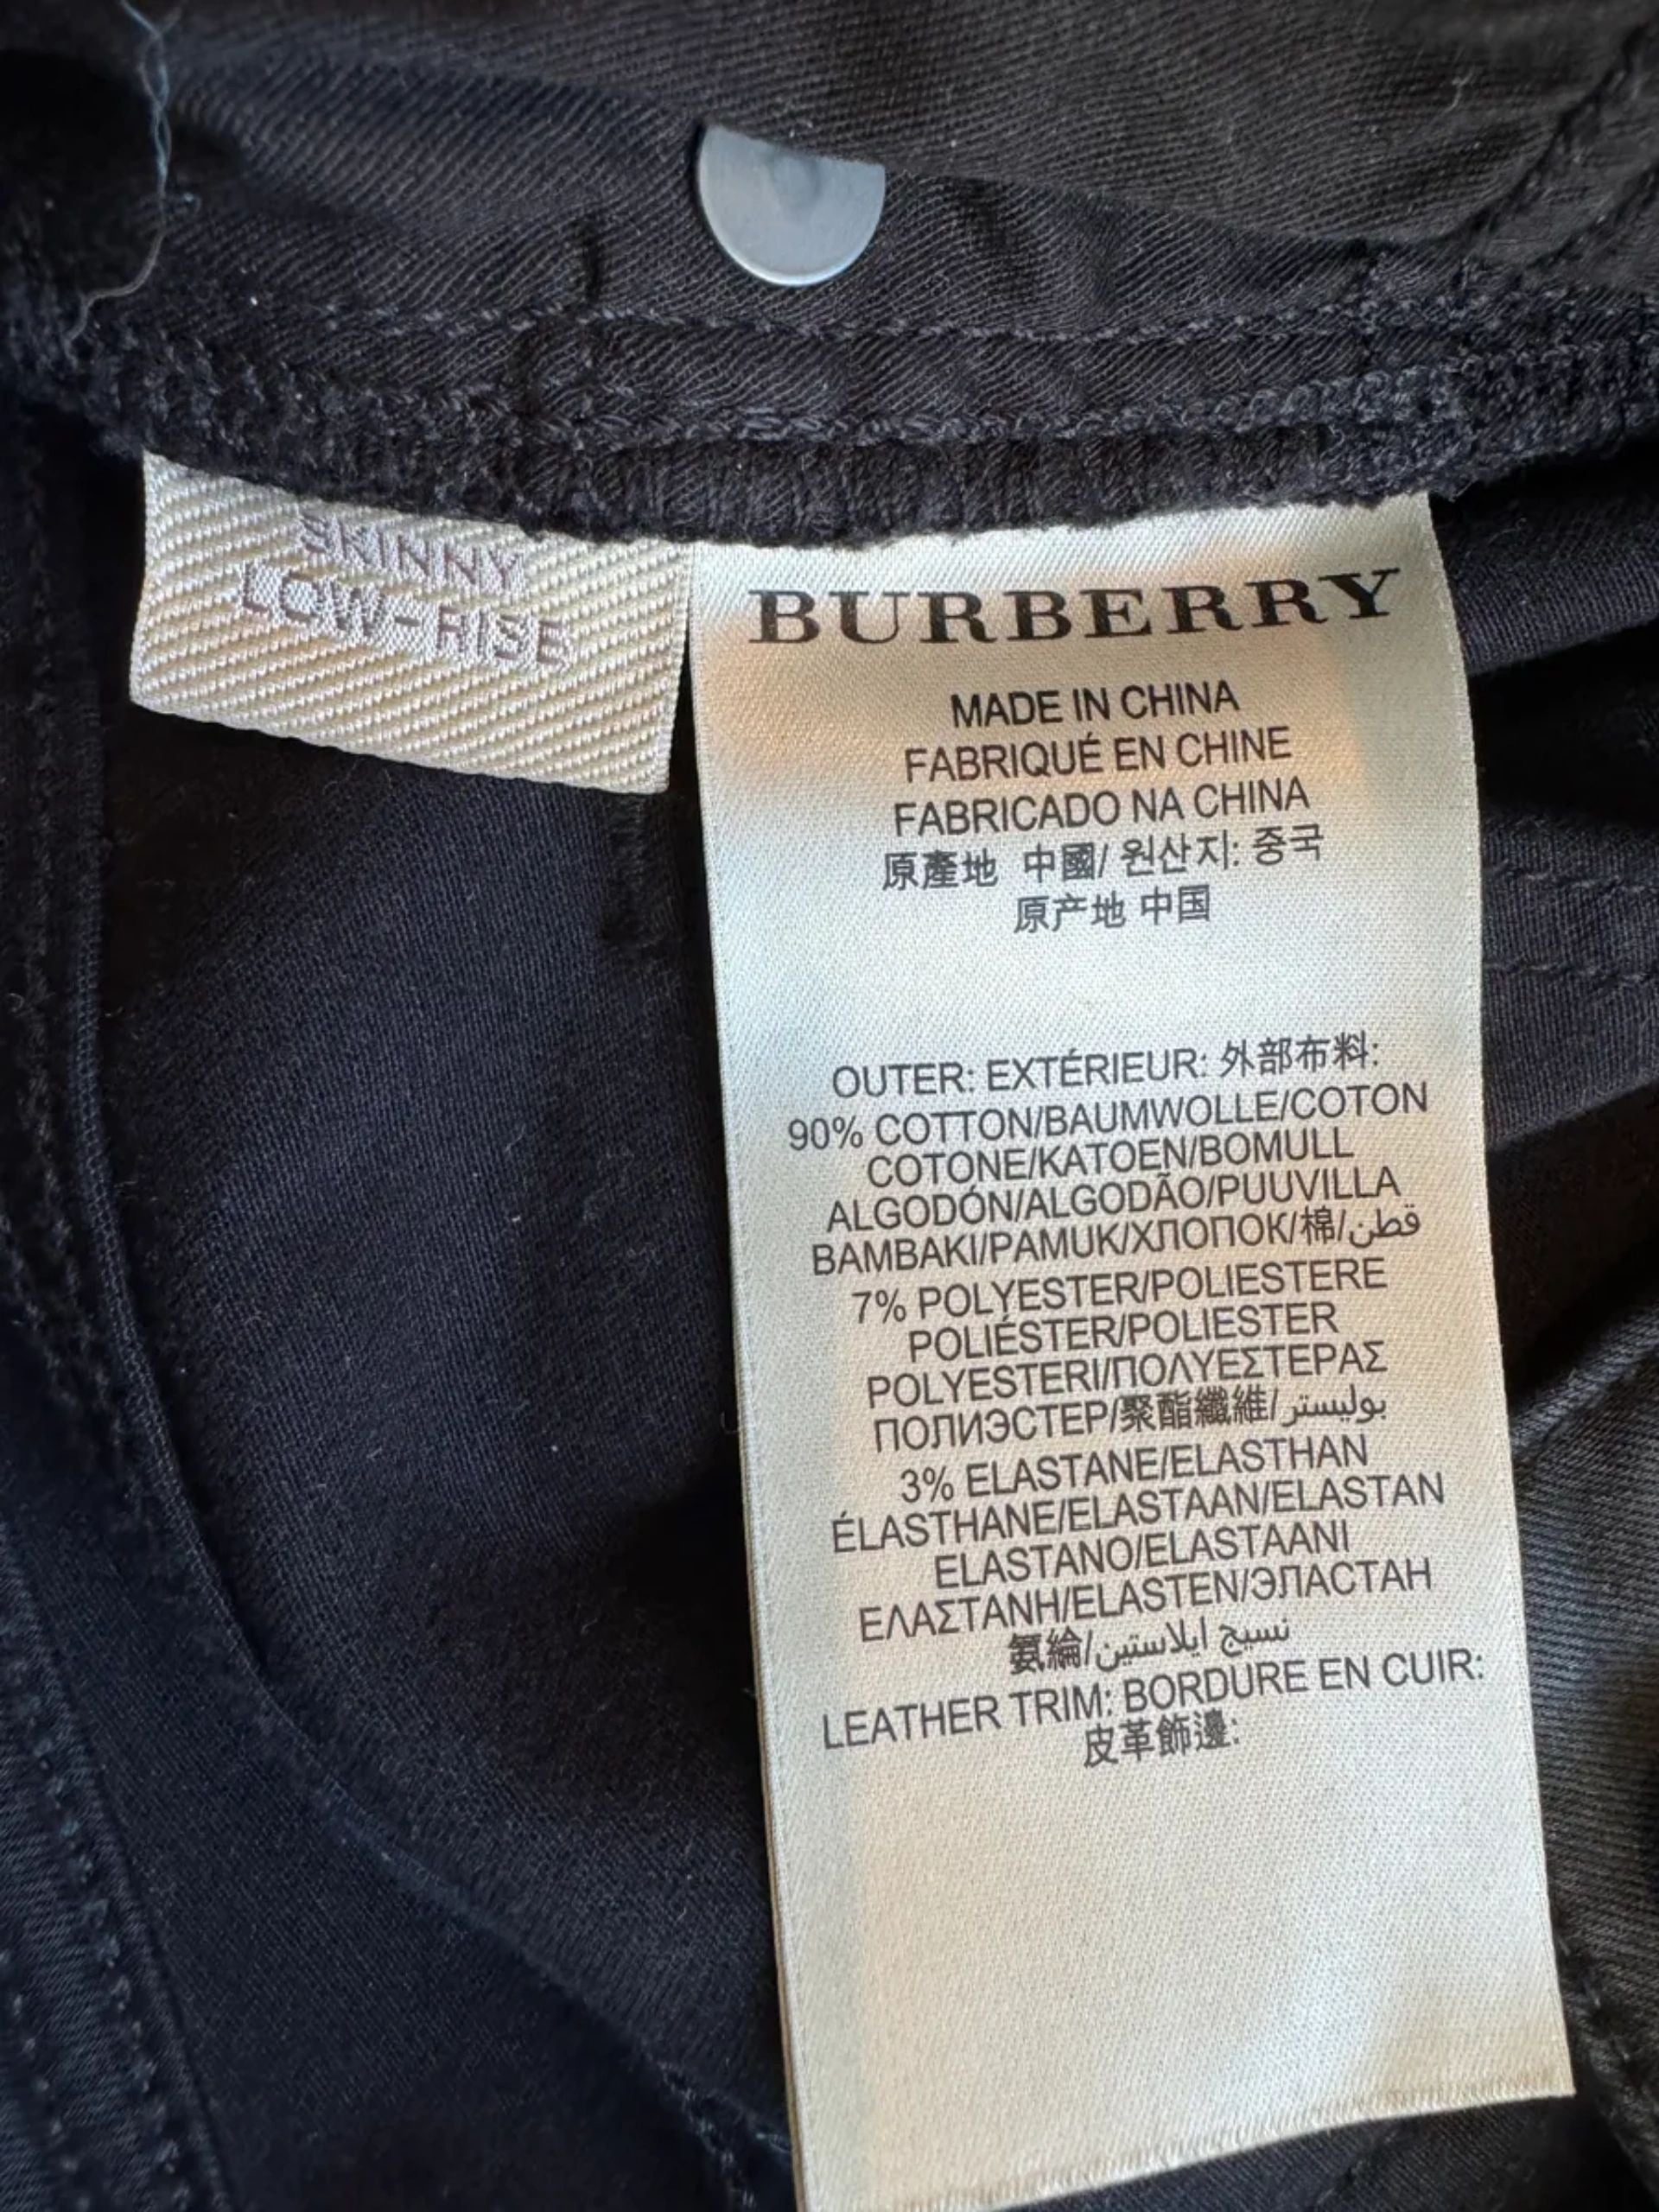 SKINNY
LOW-RISE
BURBERRY
MADE IN CHINA
FABRIQUÉ EN CHINE
FABRICADO NA CHINA
原產地 中國/ 원산지: 중국
原产地 中国
OUTER: EXTÉRIEUR: 外部布料:
90% COTTON/BAUMWOLLE/COTON
COTONE/KATOEN/BOMULL
ALGODÓN/ALGODÃO/PUUVILLA
BAMBAKI/PAMUK/ХЛОПОК/棉/قطن
7% POLYESTER/POLIESTERE
POLIÉSTER/POLIESTER
POLYESTERI/ΠΟΛΥΕΣΤΕΡΑΣ
ПОЛИЭСТЕР/聚酯纖維/بوليستر
3% ELASTANE/ELASTHAN
ÉLASTHANE/ELASTAAN/ELASTAN
ELASTANO/ELASTAANI
ΕΛΑΣΤΑΝΗ/ELASTEN/ЭЛАСТАН
氨綸/نسيج ايلاستين
LEATHER TRIM: BORDURE EN CUIR:
皮革飾邊: